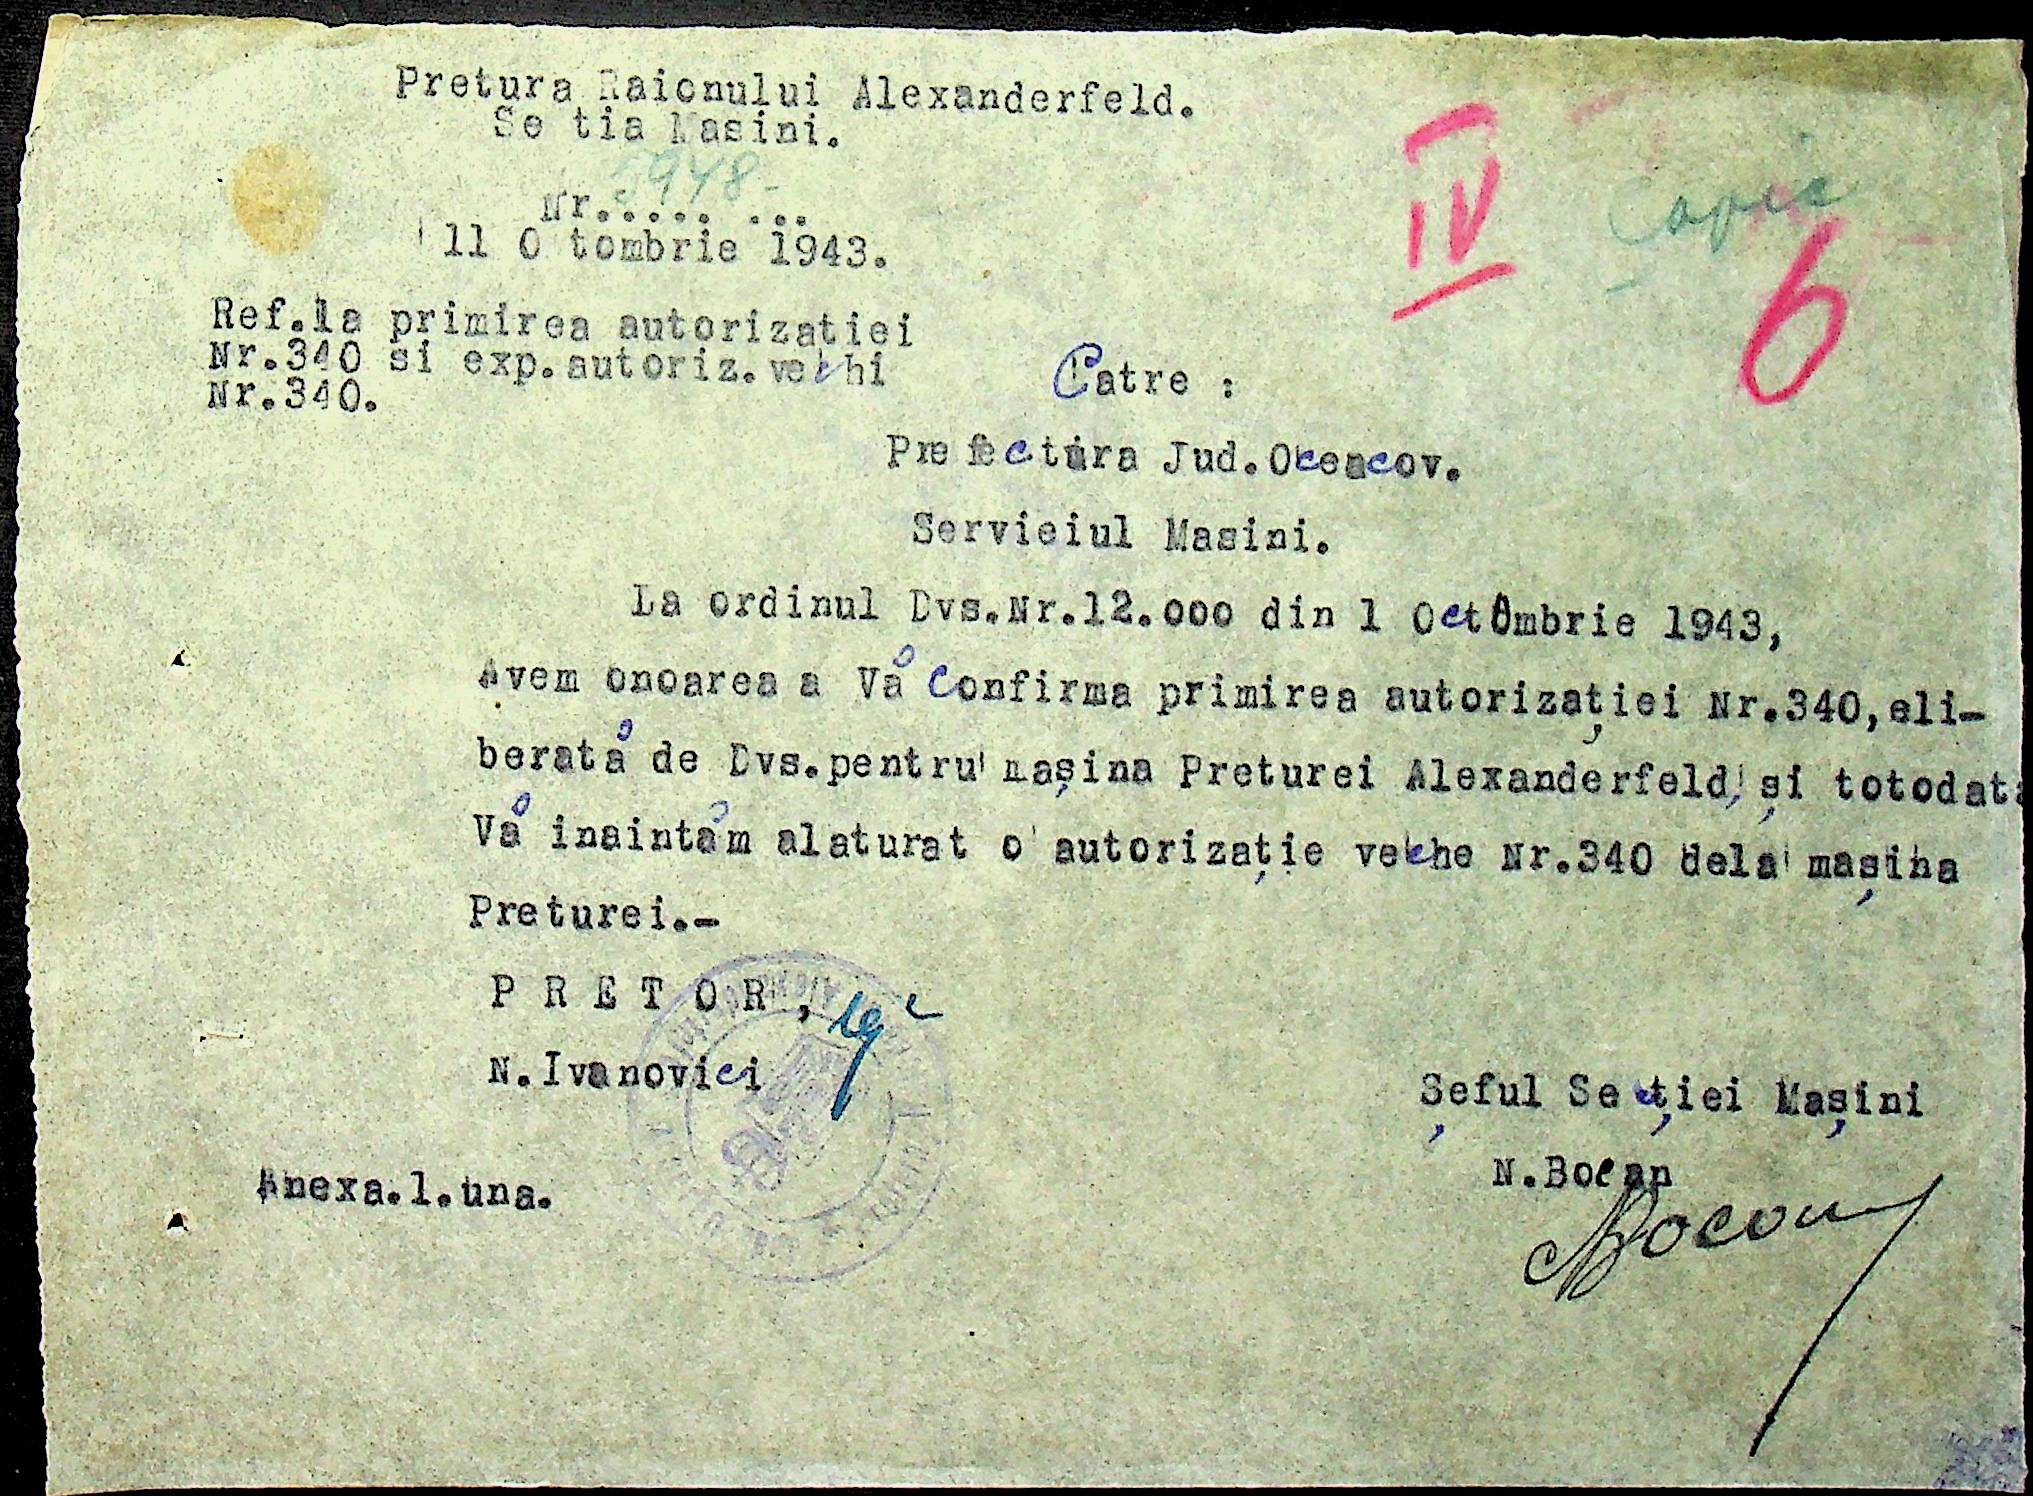 Pretura Raionului Alexanderfeld.
Se tia Masini.
Nr..... ... 5948-
11 O tombrie 1943.
IV
Copie
6
Ref.la primirea autorizatiei
Nr.340 si exp.autoriz.vechi
Nr.340.
Catre :
Prefectura Jud.Oceacov.
Serviciul Masini.
La ordinul Dvs.Nr.12.000 din 1 Octombrie 1943,
Avem onoarea a Vă confirma primirea autorizației Nr.340,eli-
berată de Dvs.pentru mașina Preturei Alexanderfeld, și totodată
Vă inaintăm alaturat o autorizație veche Nr.340 dela mașina
Preturei.-
P R E T O R ,
N.Ivanovici
Șeful Secției Mașini
N.Bocan
NBocan
Anexa.1.una.